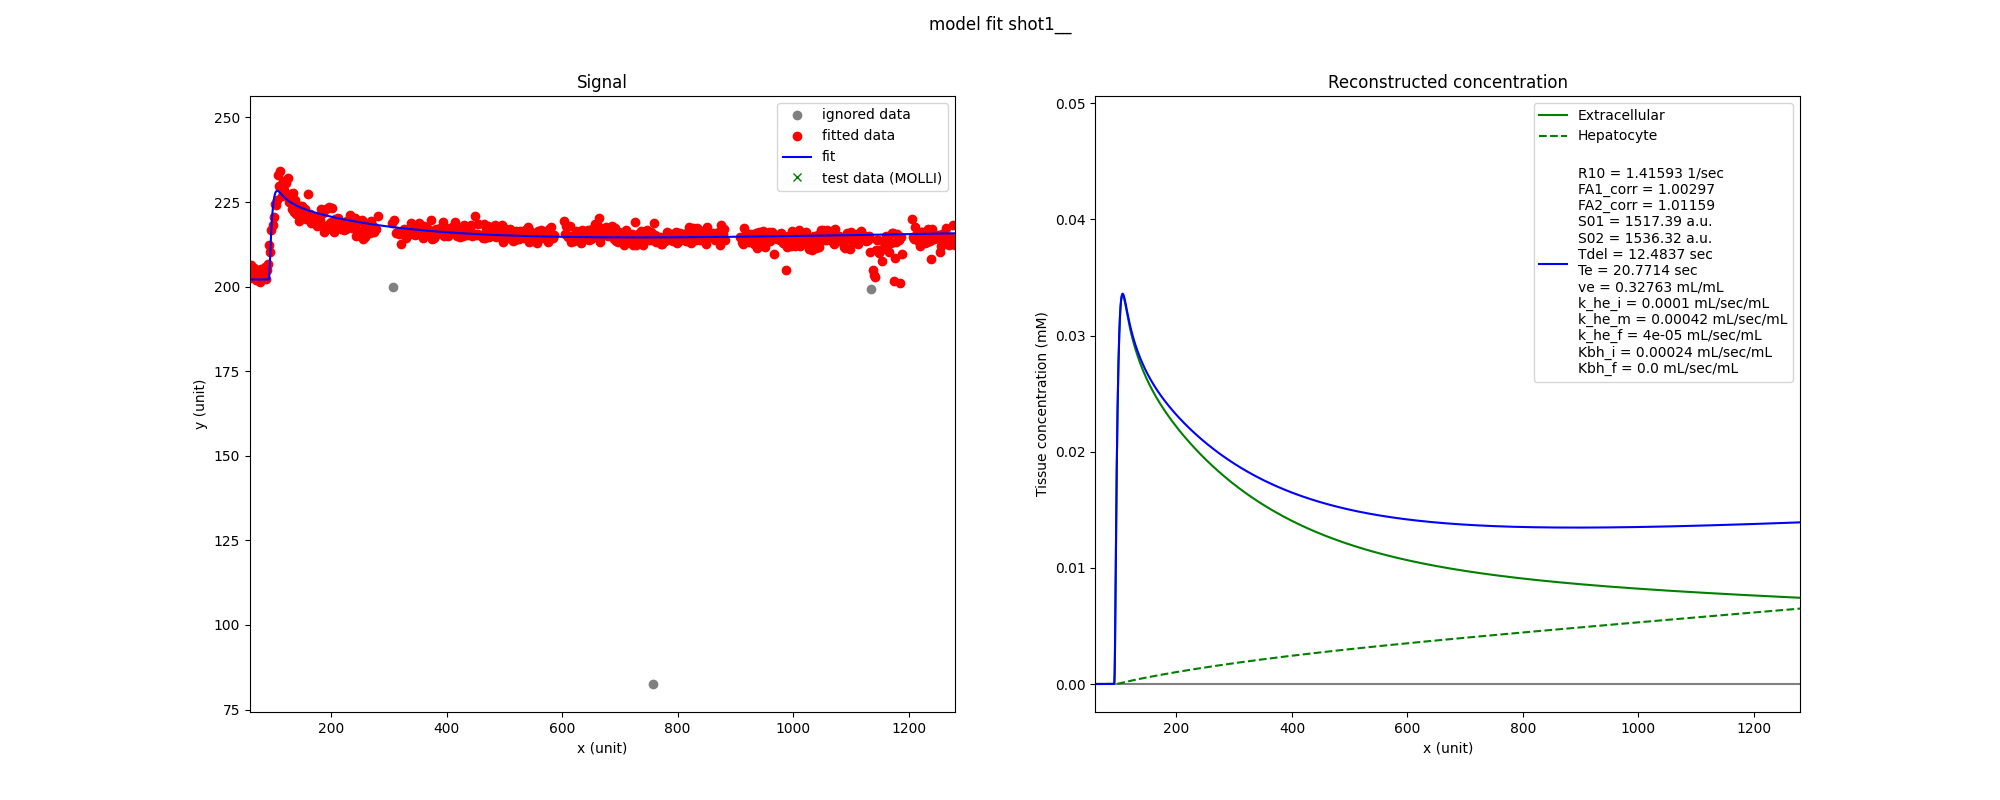 model fit shot1__
Signal
250
225
200
175
150
125
100
75
y (unit)
200
400
600
800
1000
1200
x (unit)
ignored data
fitted data
fit
test data (MOLLI)
Reconstructed concentration
0.05
0.04
0.03
0.02
0.01
0.00
Tissue concentration (mM)
200
400
600
800
1000
1200
x (unit)
Extracellular
Hepatocyte
R10 = 1.41593 1/sec
FA1_corr = 1.00297
FA2_corr = 1.01159
S01 = 1517.39 a.u.
S02 = 1536.32 a.u.
Tdel = 12.4837 sec
Te = 20.7714 sec
ve = 0.32763 mL/mL
k_he_i = 0.0001 mL/sec/mL
k_he_m = 0.00042 mL/sec/mL
k_he_f = 4e-05 mL/sec/mL
Kbh_i = 0.00024 mL/sec/mL
Kbh_f = 0.0 mL/sec/mL